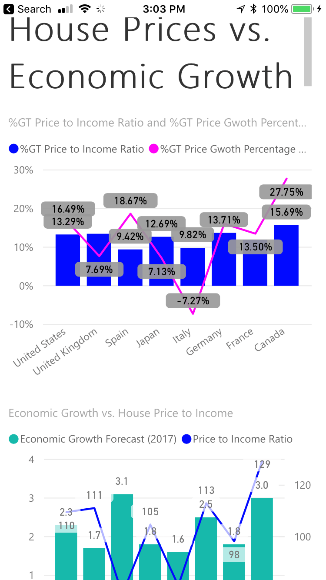 Search 3:03 PM 100%
House Prices vs.
Economic Growth
%GT Price to Income Ratio and %GT Price Gwoth Percent...
%GT Price to Income Ratio %GT Price Gwoth Percentage ...
30%
20%
10%
0%
-10%
16.49%
13.29%
7.69%
18.67%
9.42%
12.69%
7.13%
9.82%
-7.27%
13.71%
13.50%
27.75%
15.69%
United States
United Kingdom
Spain
Japan
Italy
Germany
France
Canada
Economic Growth vs. House Price to Income
Economic Growth Forecast (2017) Price to Income Ratio
4
3
2
1
120
100
2.3
110
111
1.7
3.1
105
1.8
1.6
113
2.5
1.8
98
129
3.0